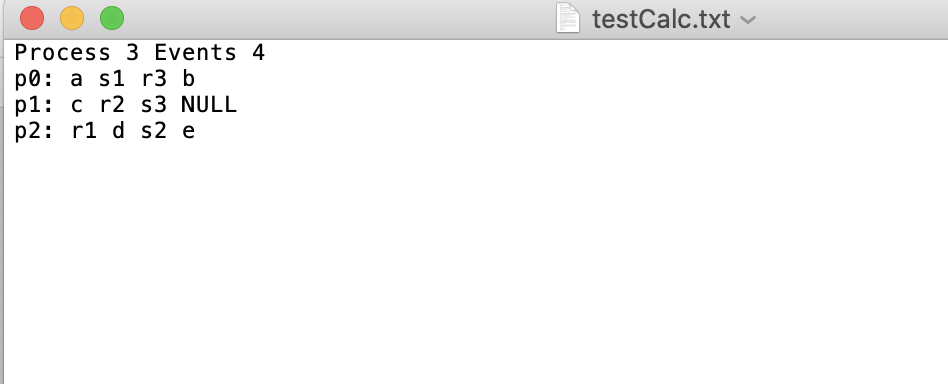 testCalc.txt
Process 3 Events 4
p0: a s1 r3 b
p1: c r2 s3 NULL
p2: r1 d s2 e